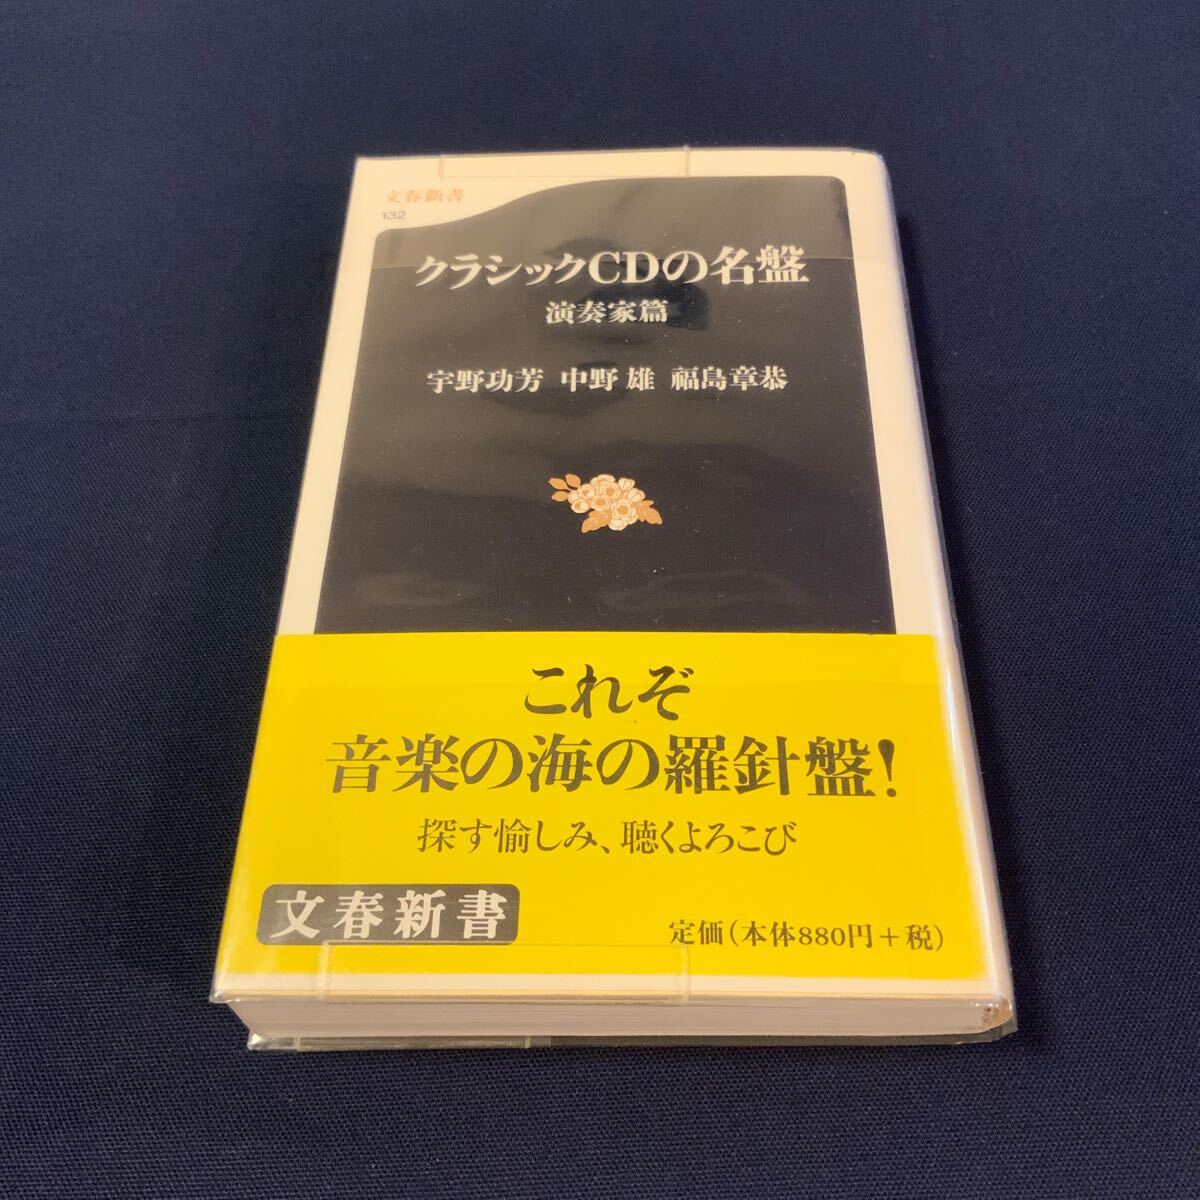 文春新書
132
クラシックCDの名盤
演奏家篇
宇野功芳 中野 雄 福島章恭
これぞ
音楽の海の羅針盤!
探す愉しみ、聴くよろこび
文春新書
定価(本体880円+税)